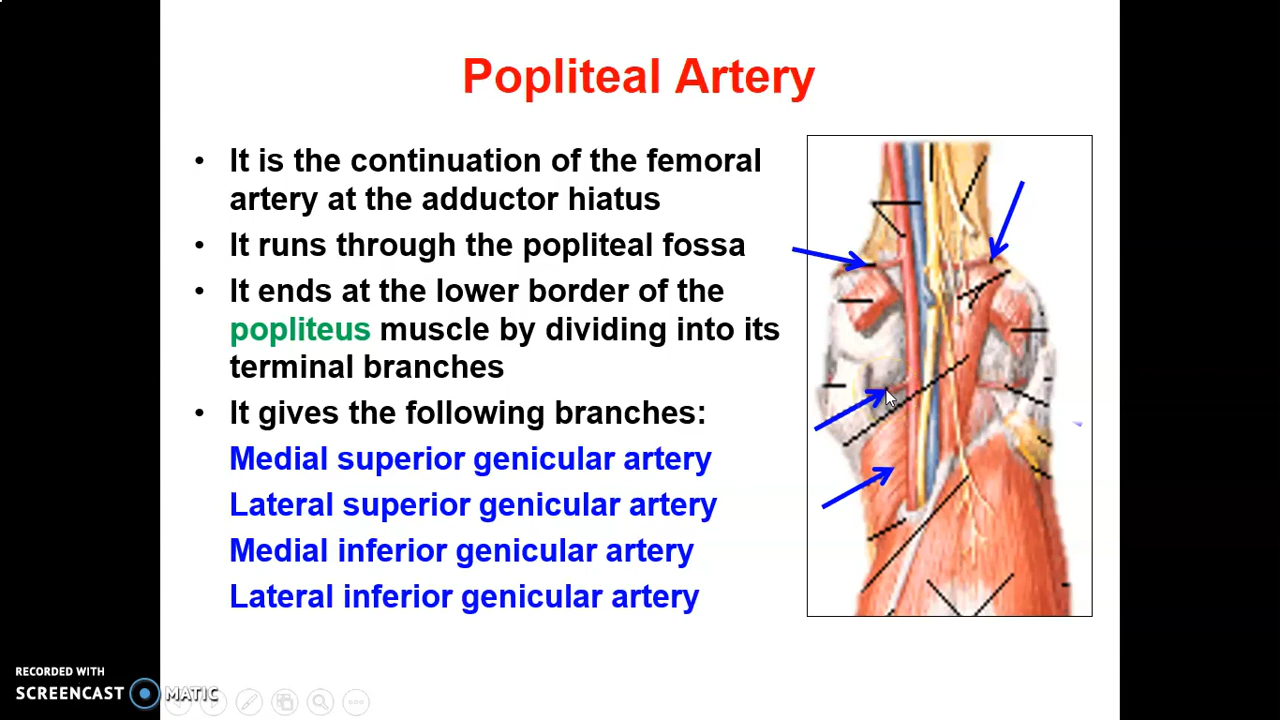 Popliteal Artery
• It is the continuation of the femoral
artery at the adductor hiatus
• It runs through the popliteal fossa
• It ends at the lower border of the
popliteus muscle by dividing into its
terminal branches
• It gives the following branches:
Medial superior genicular artery
Lateral superior genicular artery
Medial inferior genicular artery
Lateral inferior genicular artery
RECORDED WITH
SCREENCAST MATIC